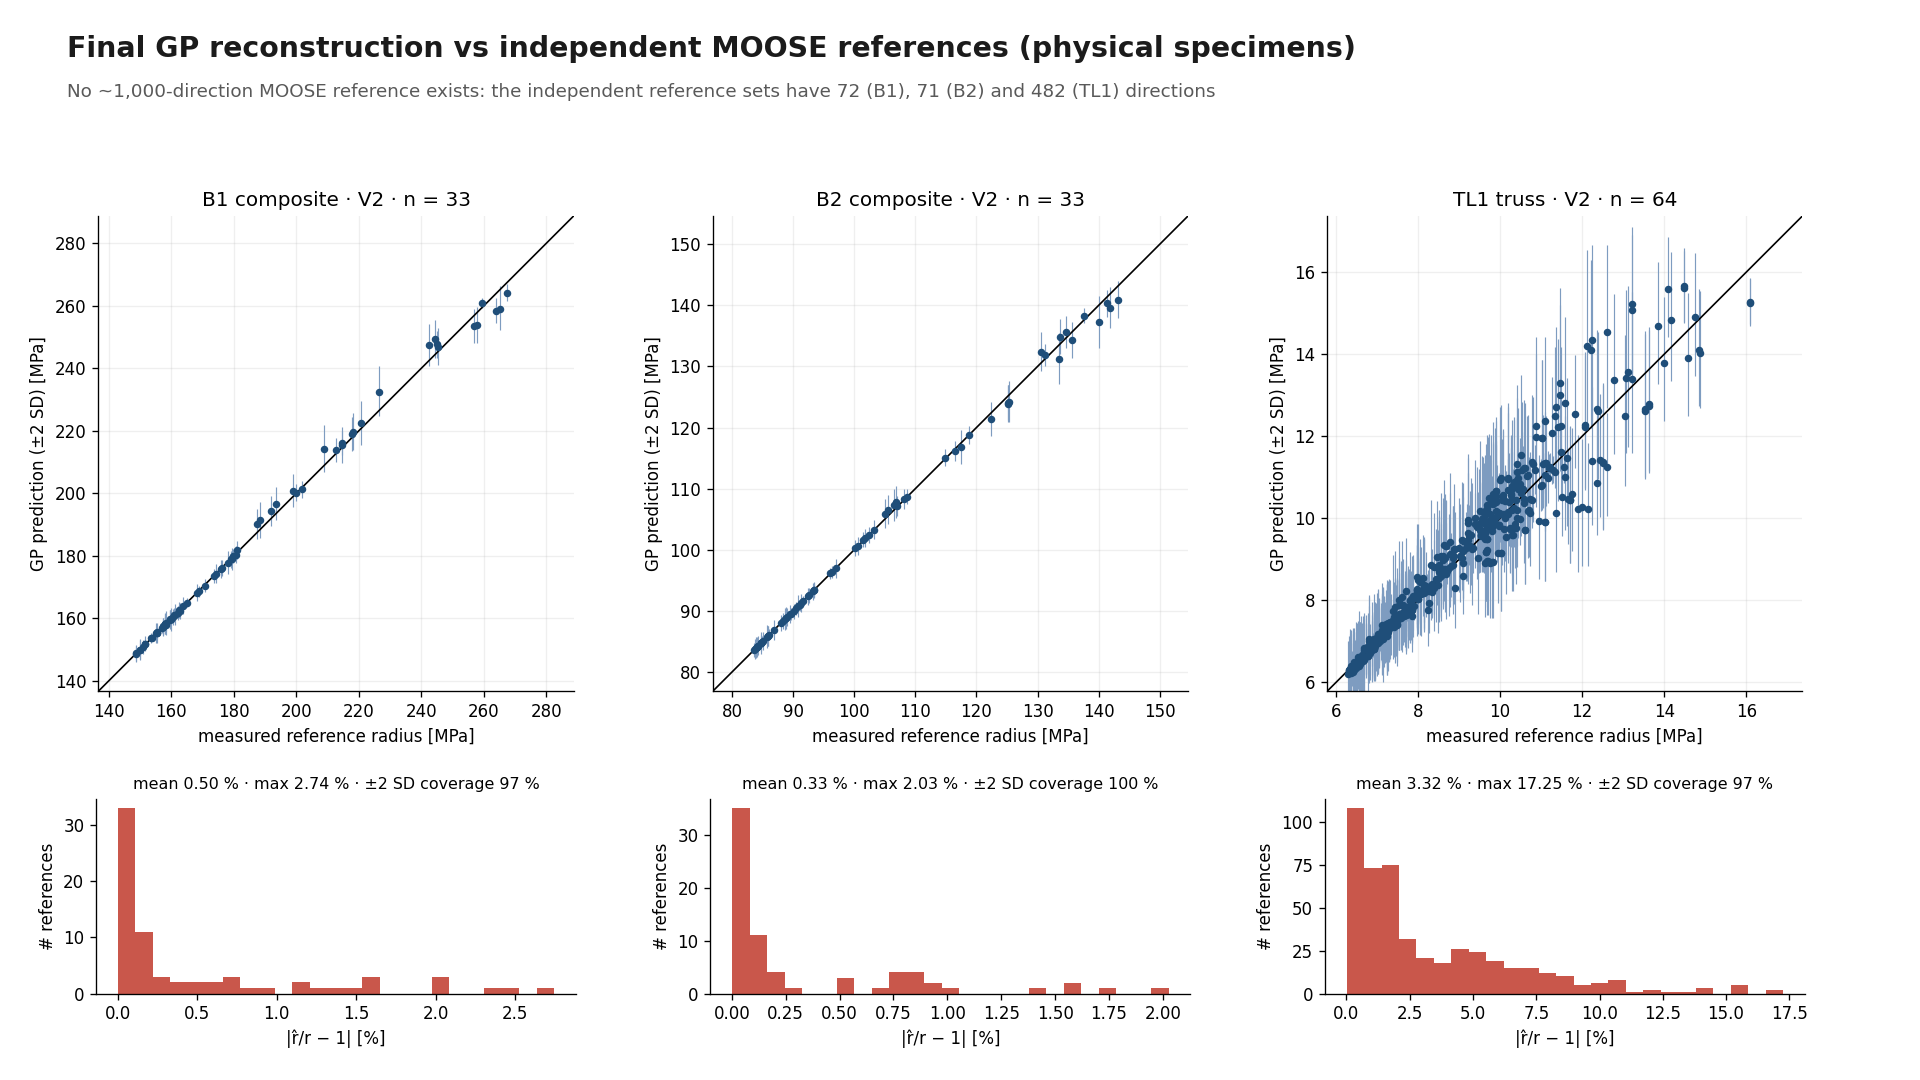 Final GP reconstruction vs independent MOOSE references (physical specimens)
No ~1,000-direction MOOSE reference exists: the independent reference sets have 72 (B1), 71 (B2) and 482 (TL1) directions
B1 composite · V2 · n = 33
GP prediction (±2 SD) [MPa]
280
260
240
220
200
180
160
140
140 160 180 200 220 240 260 280
measured reference radius [MPa]
B2 composite · V2 · n = 33
GP prediction (±2 SD) [MPa]
150
140
130
120
110
100
90
80
80 90 100 110 120 130 140 150
measured reference radius [MPa]
TL1 truss · V2 · n = 64
GP prediction (±2 SD) [MPa]
16
14
12
10
8
6
6 8 10 12 14 16
measured reference radius [MPa]
mean 0.50 % · max 2.74 % · ±2 SD coverage 97 %
# references
30
20
10
0
0.0 0.5 1.0 1.5 2.0 2.5
|r̂/r − 1| [%]
mean 0.33 % · max 2.03 % · ±2 SD coverage 100 %
# references
30
20
10
0
0.00 0.25 0.50 0.75 1.00 1.25 1.50 1.75 2.00
|r̂/r − 1| [%]
mean 3.32 % · max 17.25 % · ±2 SD coverage 97 %
# references
100
75
50
25
0
0.0 2.5 5.0 7.5 10.0 12.5 15.0 17.5
|r̂/r − 1| [%]